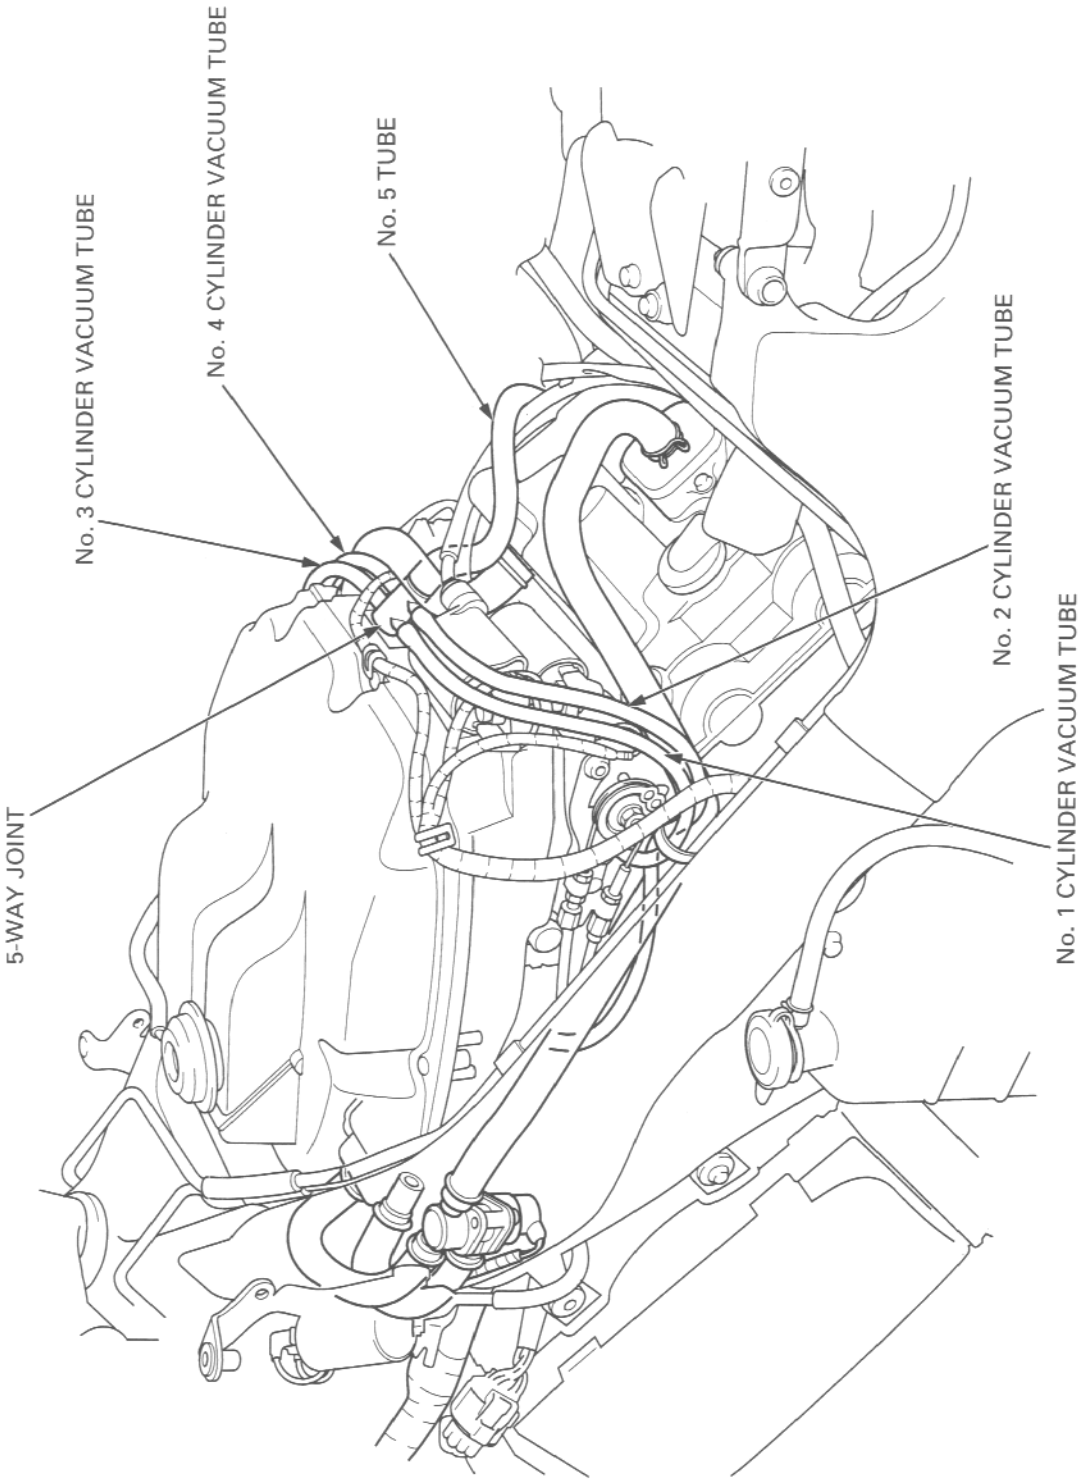 5-WAY JOINT
No. 3 CYLINDER VACUUM TUBE
No. 4 CYLINDER VACUUM TUBE
No. 5 TUBE
No. 2 CYLINDER VACUUM TUBE
No. 1 CYLINDER VACUUM TUBE